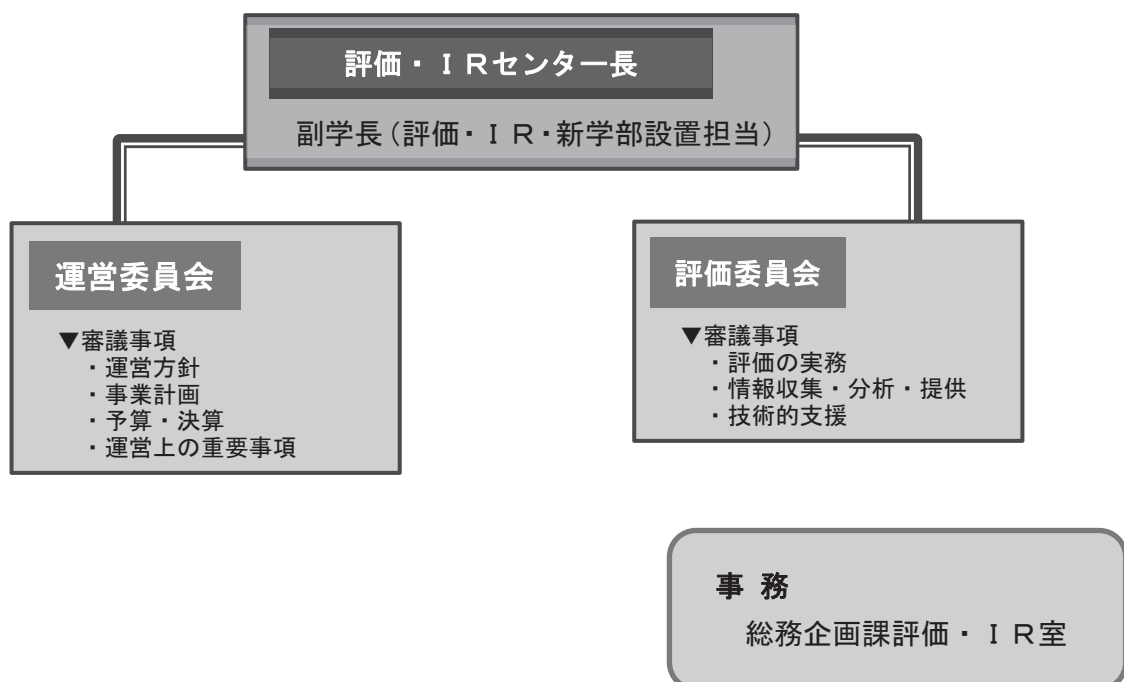 評価・ＩＲセンター長
副学長（評価・ＩＲ・新学部設置担当）
運営委員会
▼審議事項
・運営方針
・事業計画
・予算・決算
・運営上の重要事項
評価委員会
▼審議事項
・評価の実務
・情報収集・分析・提供
・技術的支援
事 務
総務企画課評価・ＩＲ室